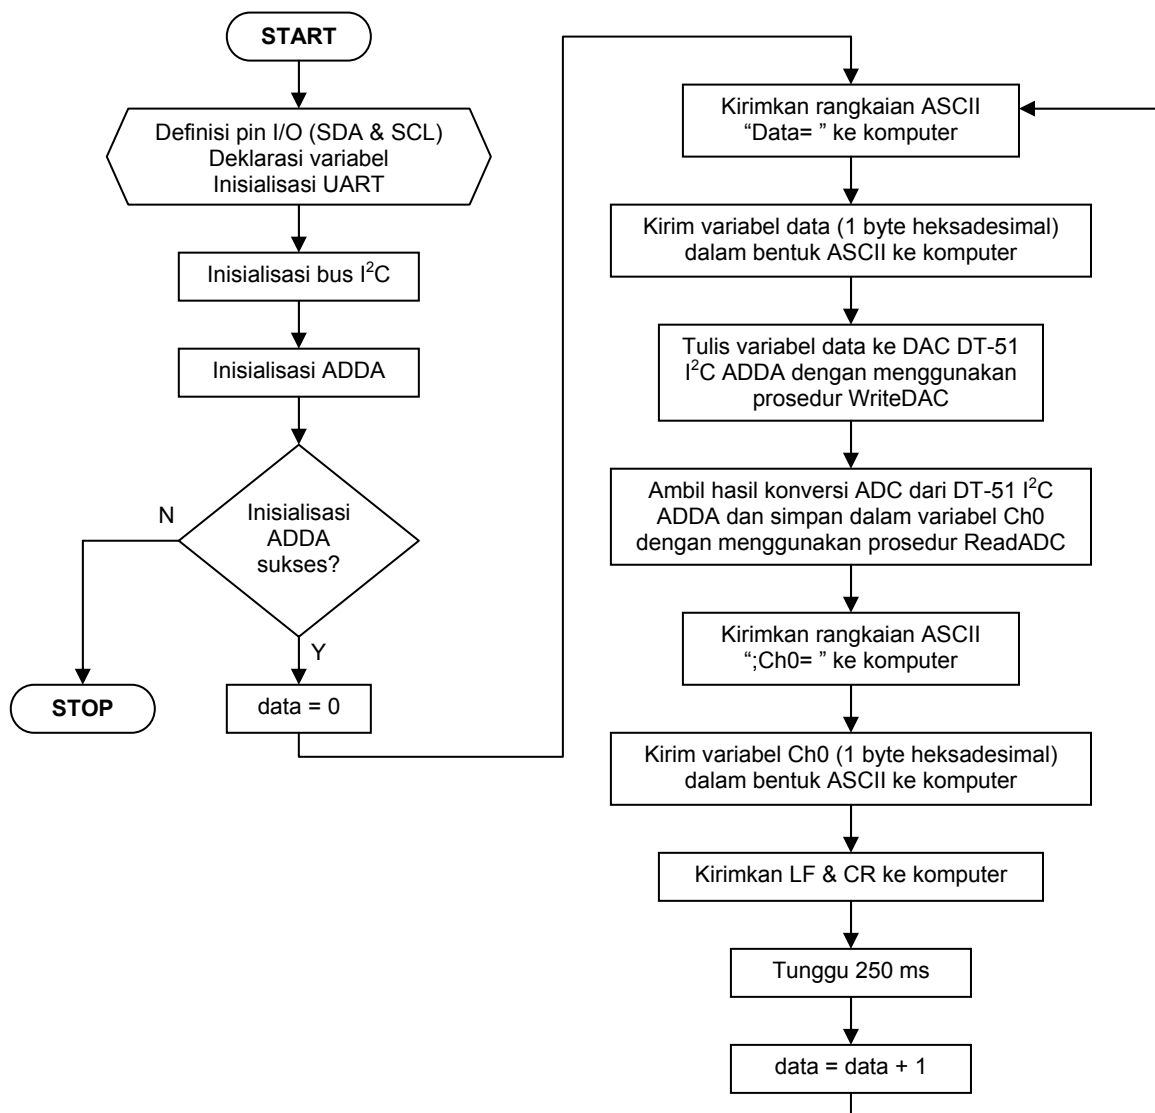 START
Definisi pin I/O (SDA & SCL)
Deklarasi variabel
Inisialisasi UART
Inisialisasi bus I²C
Inisialisasi ADDA
Inisialisasi
ADDA
sukses?
N
Y
STOP
data = 0
Kirimkan rangkaian ASCII
“Data= ” ke komputer
Kirim variabel data (1 byte heksadesimal)
dalam bentuk ASCII ke komputer
Tulis variabel data ke DAC DT-51
I²C ADDA dengan menggunakan
prosedur WriteDAC
Ambil hasil konversi ADC dari DT-51 I²C
ADDA dan simpan dalam variabel Ch0
dengan menggunakan prosedur ReadADC
Kirimkan rangkaian ASCII
“;Ch0= ” ke komputer
Kirim variabel Ch0 (1 byte heksadesimal)
dalam bentuk ASCII ke komputer
Kirimkan LF & CR ke komputer
Tunggu 250 ms
data = data + 1